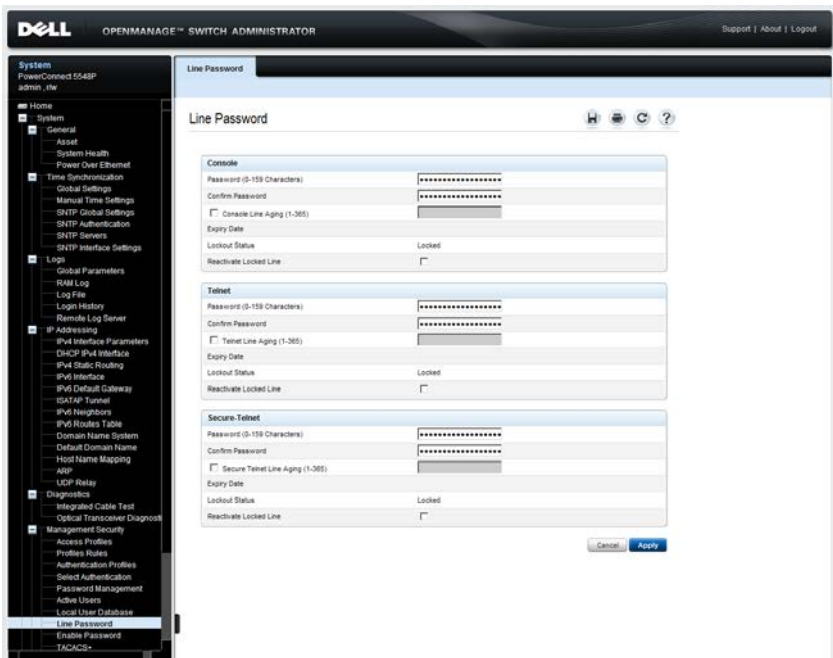 DELL OPENMANAGE™ SWITCH ADMINISTRATOR Support | About | Logout
System
PowerConnect 5548P
admin , r/w
Home
System
General
Asset
System Health
Power Over Ethernet
Time Synchronization
Global Settings
Manual Time Settings
SNTP Global Settings
SNTP Authentication
SNTP Servers
SNTP Interface Settings
Logs
Global Parameters
RAM Log
Log File
Login History
Remote Log Server
IP Addressing
IPv4 Interface Parameters
DHCP IPv4 Interface
IPv4 Static Routing
IPv6 Interface
IPv6 Default Gateway
ISATAP Tunnel
IPv6 Neighbors
IPv6 Routes Table
Domain Name System
Default Domain Name
Host Name Mapping
ARP
UDP Relay
Diagnostics
Integrated Cable Test
Optical Transceiver Diagnosti
Management Security
Access Profiles
Profiles Rules
Authentication Profiles
Select Authentication
Password Management
Active Users
Local User Database
Line Password
Enable Password
TACACS+
Line Password
Line Password
Console
Password (0-159 Characters)
Confirm Password
Console Line Aging (1-365)
Expiry Date
Lockout Status Locked
Reactivate Locked Line
Telnet
Password (0-159 Characters)
Confirm Password
Telnet Line Aging (1-365)
Expiry Date
Lockout Status Locked
Reactivate Locked Line
Secure-Telnet
Password (0-159 Characters)
Confirm Password
Secure Telnet Line Aging (1-365)
Expiry Date
Lockout Status Locked
Reactivate Locked Line
Cancel Apply